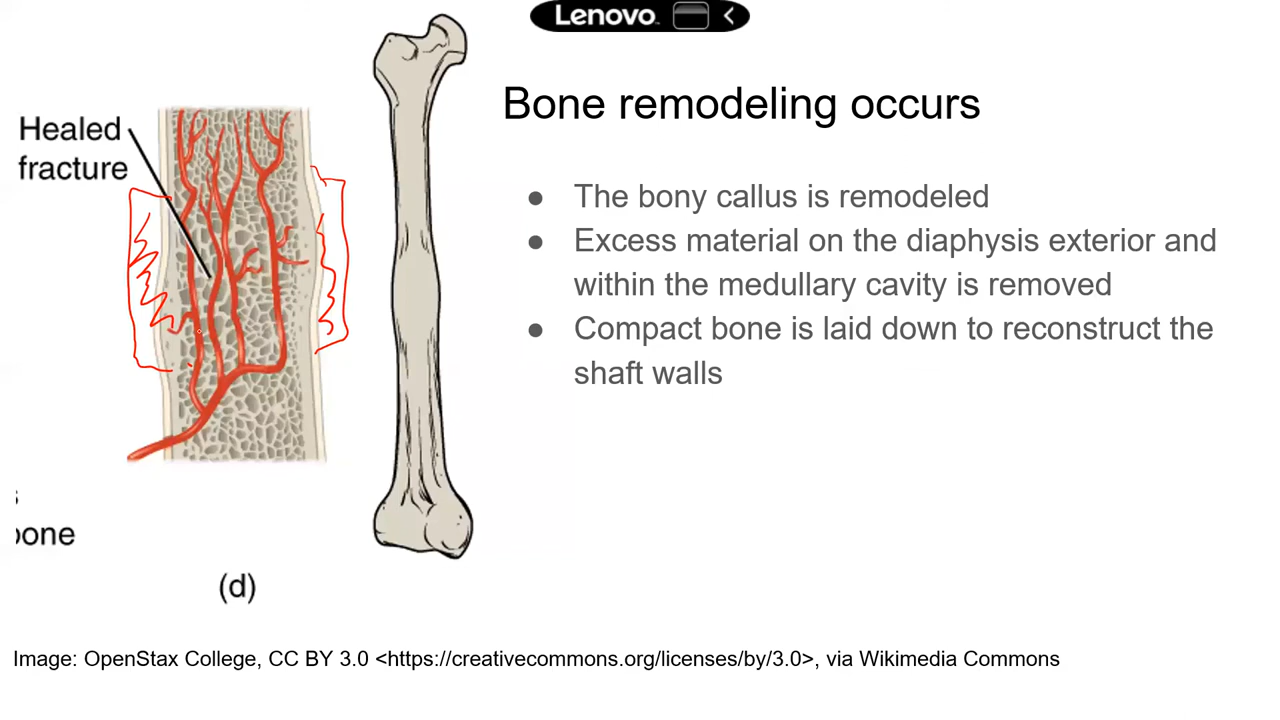 Lenovo
Bone remodeling occurs
Healed
fracture
● The bony callus is remodeled
● Excess material on the diaphysis exterior and
within the medullary cavity is removed
● Compact bone is laid down to reconstruct the
shaft walls
(d)
Image: OpenStax College, CC BY 3.0 <https://creativecommons.org/licenses/by/3.0>, via Wikimedia Commons